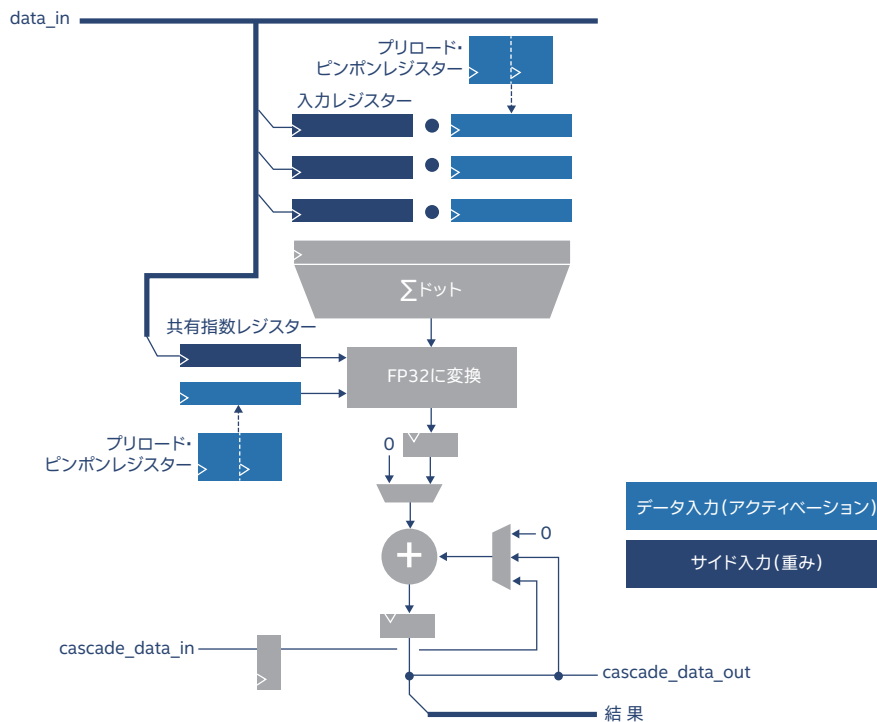 data_in
プリロード・
ピンポンレジスター
入力レジスター
∑ドット
共有指数レジスター
FP32に変換
プリロード・
ピンポンレジスター
0
データ入力(アクティベーション)
0
サイド入力(重み)
+
cascade_data_in
cascade_data_out
結果